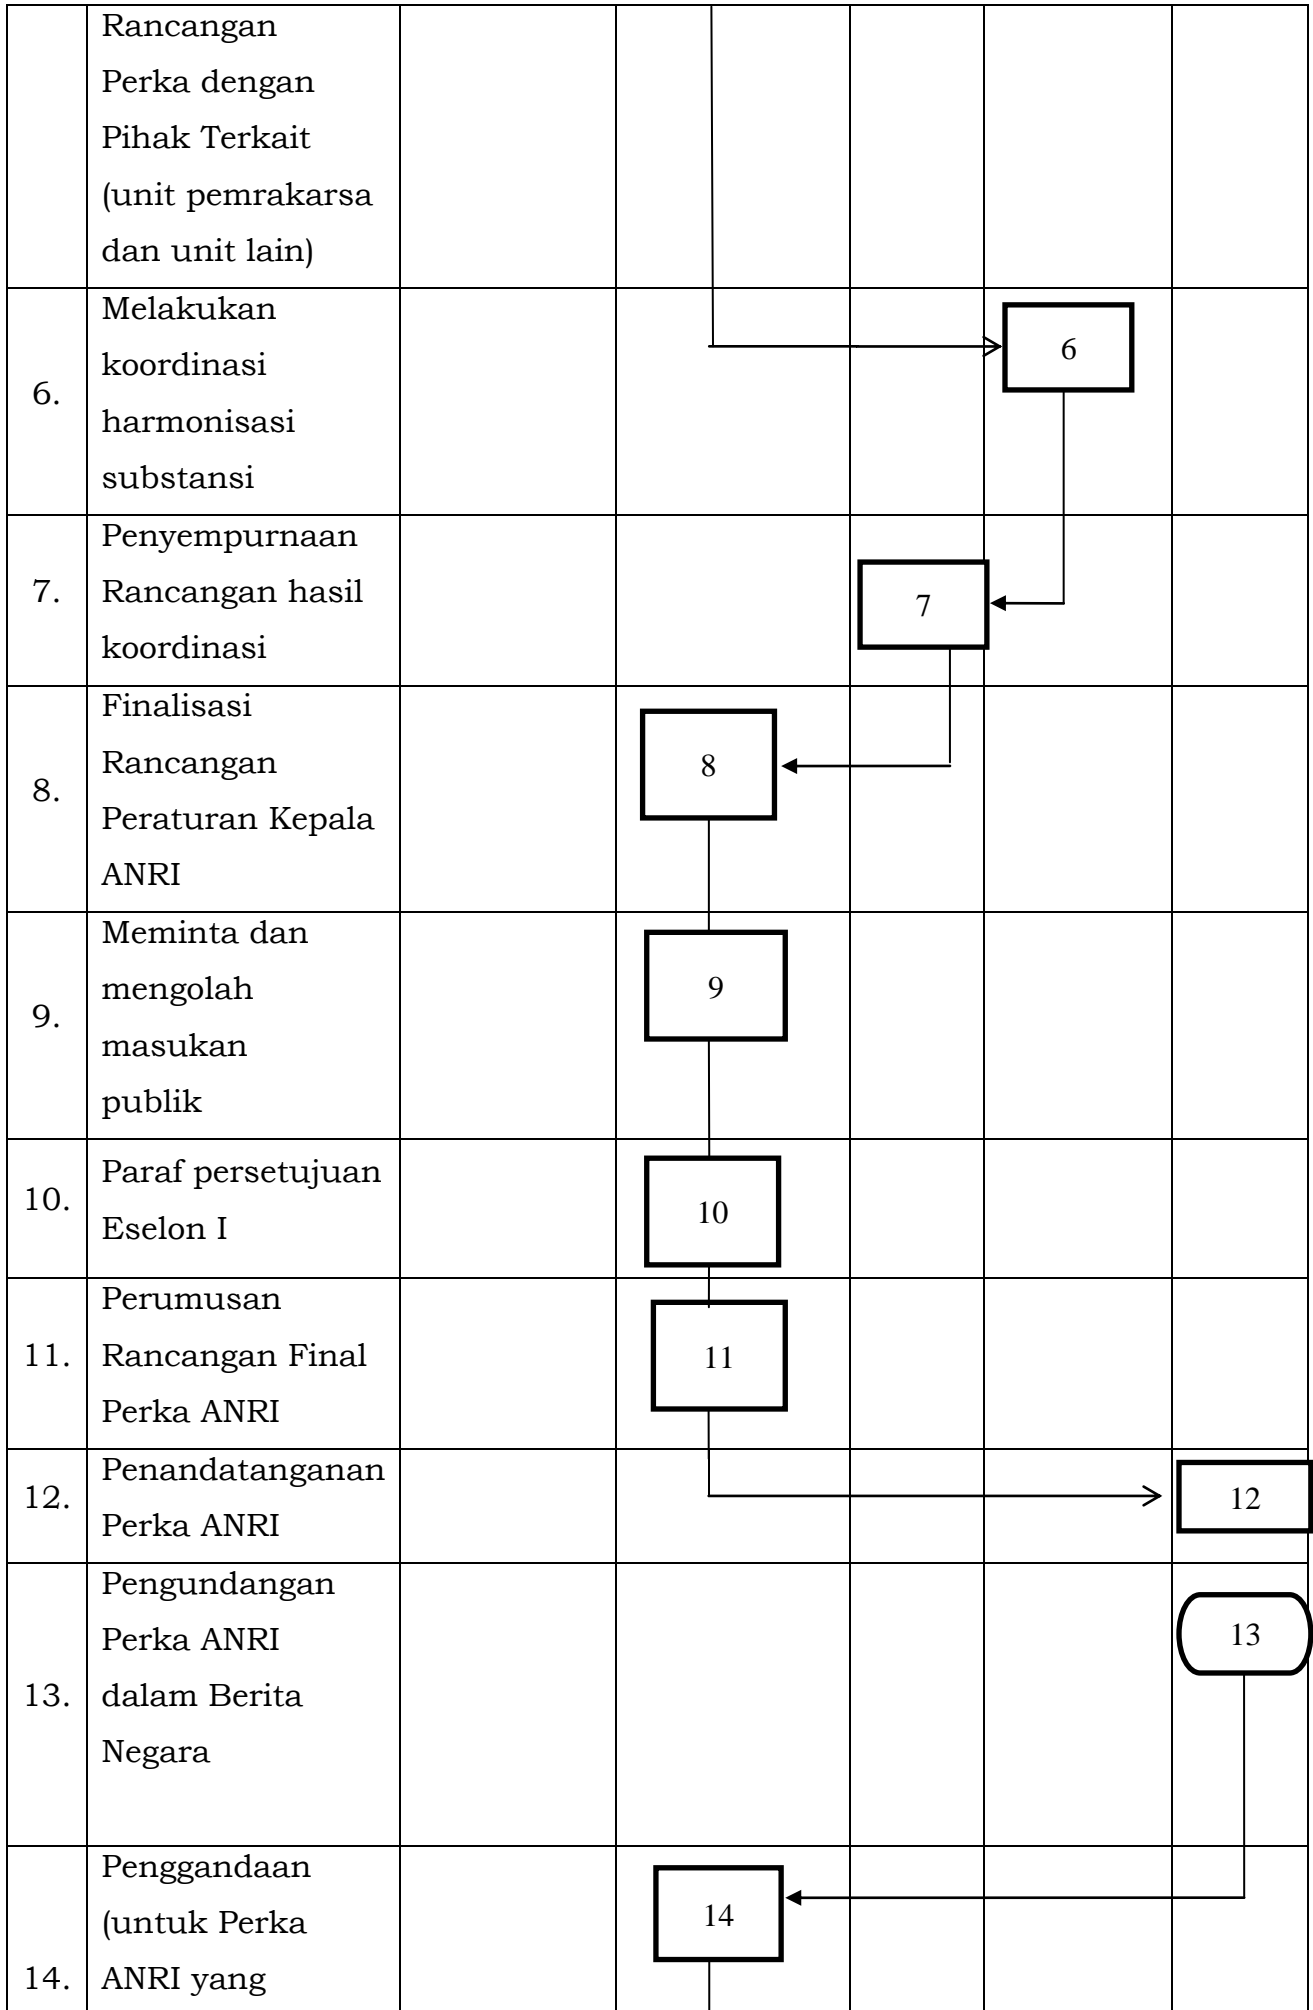 Rancangan
Perka dengan
Pihak Terkait
(unit pemrakarsa
dan unit lain)
6.
Melakukan
koordinasi
harmonisasi
substansi
6
7.
Penyempurnaan
Rancangan hasil
koordinasi
7
8.
Finalisasi
Rancangan
Peraturan Kepala
ANRI
8
9.
Meminta dan
mengolah
masukan
publik
9
10.
Paraf persetujuan
Eselon I
10
11.
Perumusan
Rancangan Final
Perka ANRI
11
12.
Penandatanganan
Perka ANRI
12
13.
Pengundangan
Perka ANRI
dalam Berita
Negara
13
14.
Penggandaan
(untuk Perka
ANRI yang
14